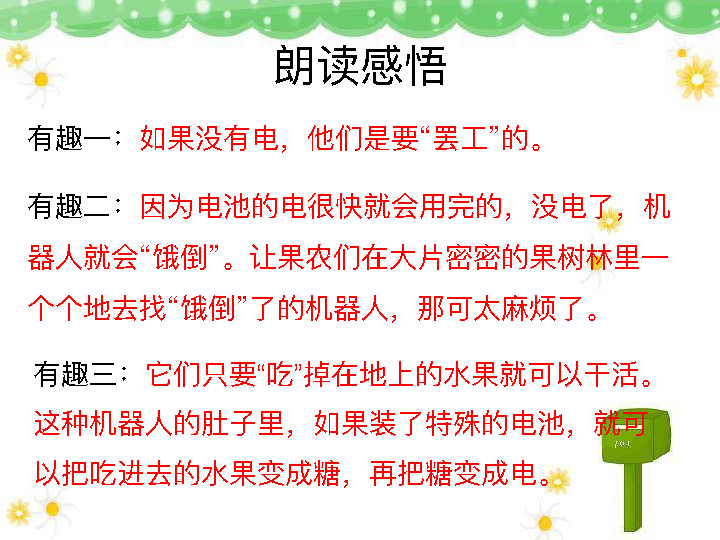 朗读感悟
有趣一：如果没有电，他们是要“罢工”的。
有趣二：因为电池的电很快就会用完的，没电了，机
器人就会“饿倒”。让果农们在大片密密的果树林里一
个个地去找“饿倒”了的机器人，那可太麻烦了。
有趣三：它们只要“吃”掉在地上的水果就可以干活。
这种机器人的肚子里，如果装了特殊的电池，就可
以把吃进去的水果变成糖，再把糖变成电。